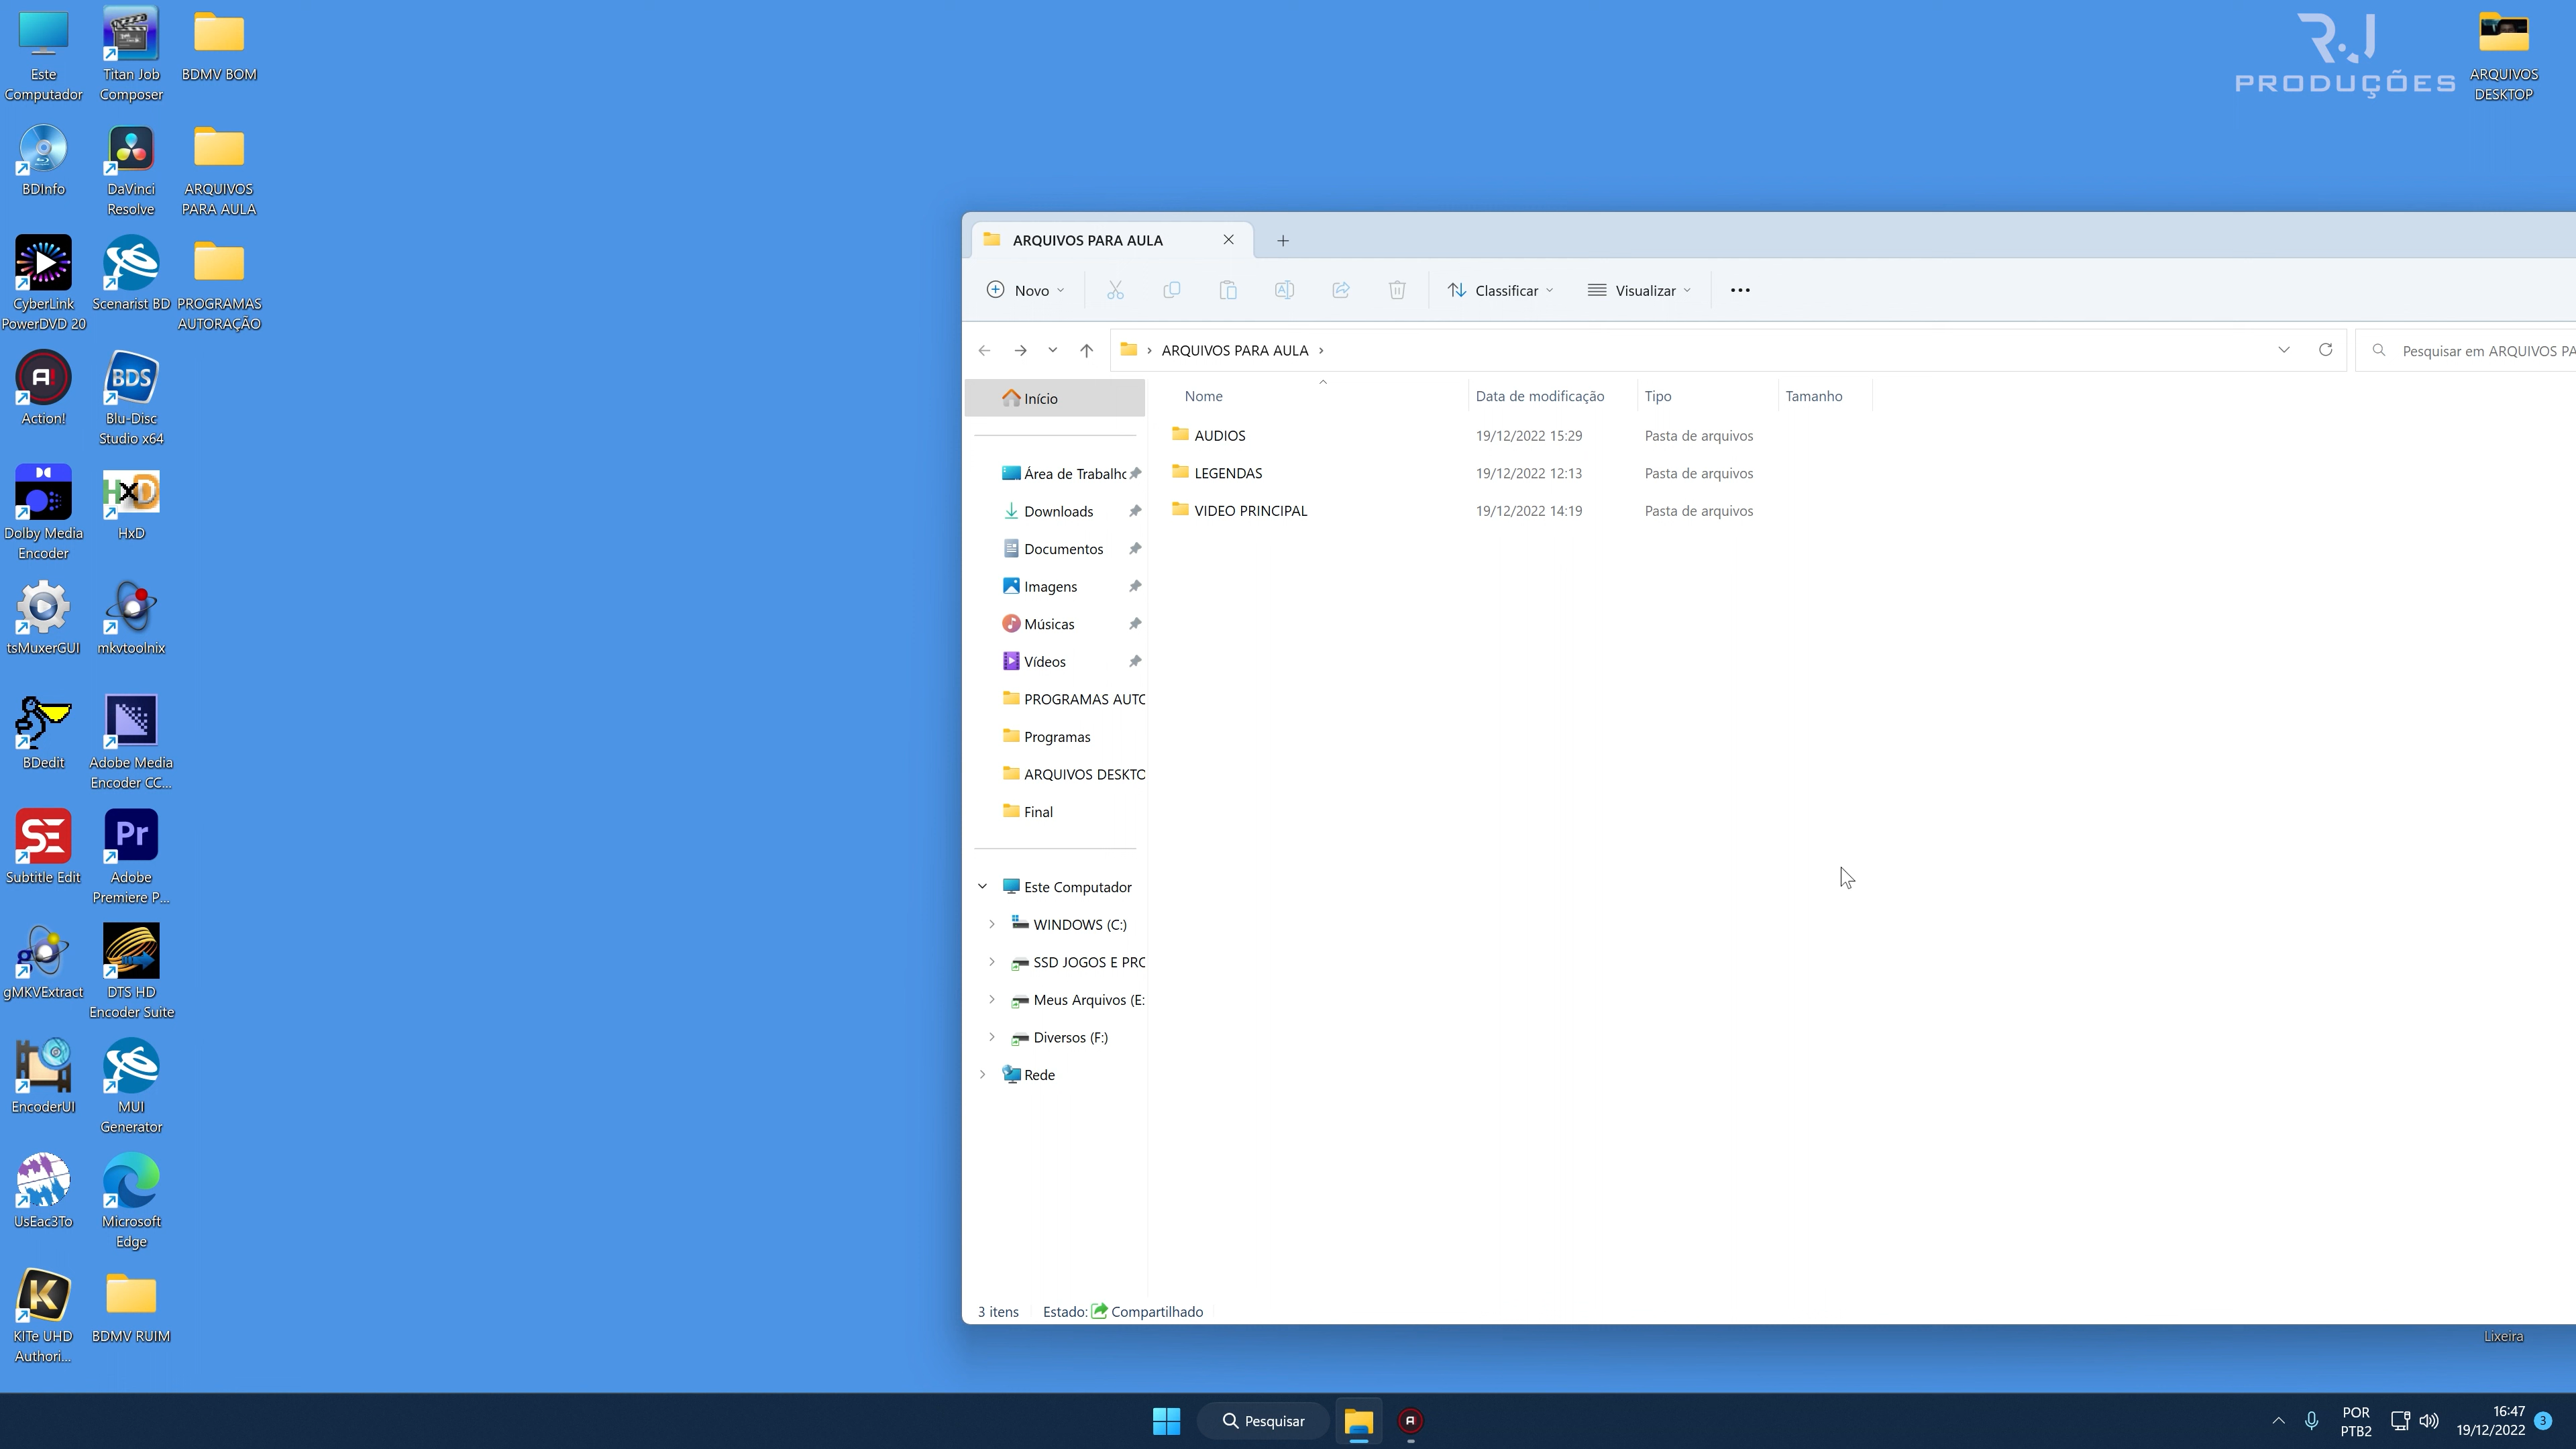 Este
Computador
Titan Job
Composer
BDMV BOM
BDInfo
DaVinci
Resolve
ARQUIVOS
PARA AULA
CyberLink
PowerDVD 20
Scenarist BD
PROGRAMAS
AUTORAÇÃO
Action!
BDS
Blu-Disc
Studio x64
Dolby Media
Encoder
HxD
HxD
tsMuxerGUI
mkvtoolnix
BDedit
Adobe Media
Encoder CC...
SE
Subtitle Edit
Pr
Adobe
Premiere P...
gMKVExtract
DTS HD
Encoder Suite
EncoderUI
MUI
Generator
UsEac3To
Microsoft
Edge
K
KITe UHD
Authori...
BDMV RUIM
RJ
PRODUÇÕES
ARQUIVOS
DESKTOP
ARQUIVOS PARA AULA
Novo
Classificar
Visualizar
ARQUIVOS PARA AULA
Pesquisar em ARQUIVOS PA
Nome
Data de modificação
Tipo
Tamanho
AUDIOS
19/12/2022 15:29
Pasta de arquivos
LEGENDAS
19/12/2022 12:13
Pasta de arquivos
VIDEO PRINCIPAL
19/12/2022 14:19
Pasta de arquivos
Início
Área de Trabalho
Downloads
Documentos
Imagens
Músicas
Vídeos
PROGRAMAS AUTO
Programas
ARQUIVOS DESKTO
Final
Este Computador
WINDOWS (C:)
SSD JOGOS E PRO
Meus Arquivos (E:
Diversos (F:)
Rede
3 itens
Estado: Compartilhado
Lixeira
Pesquisar
POR
PTB2
16:47
19/12/2022
3